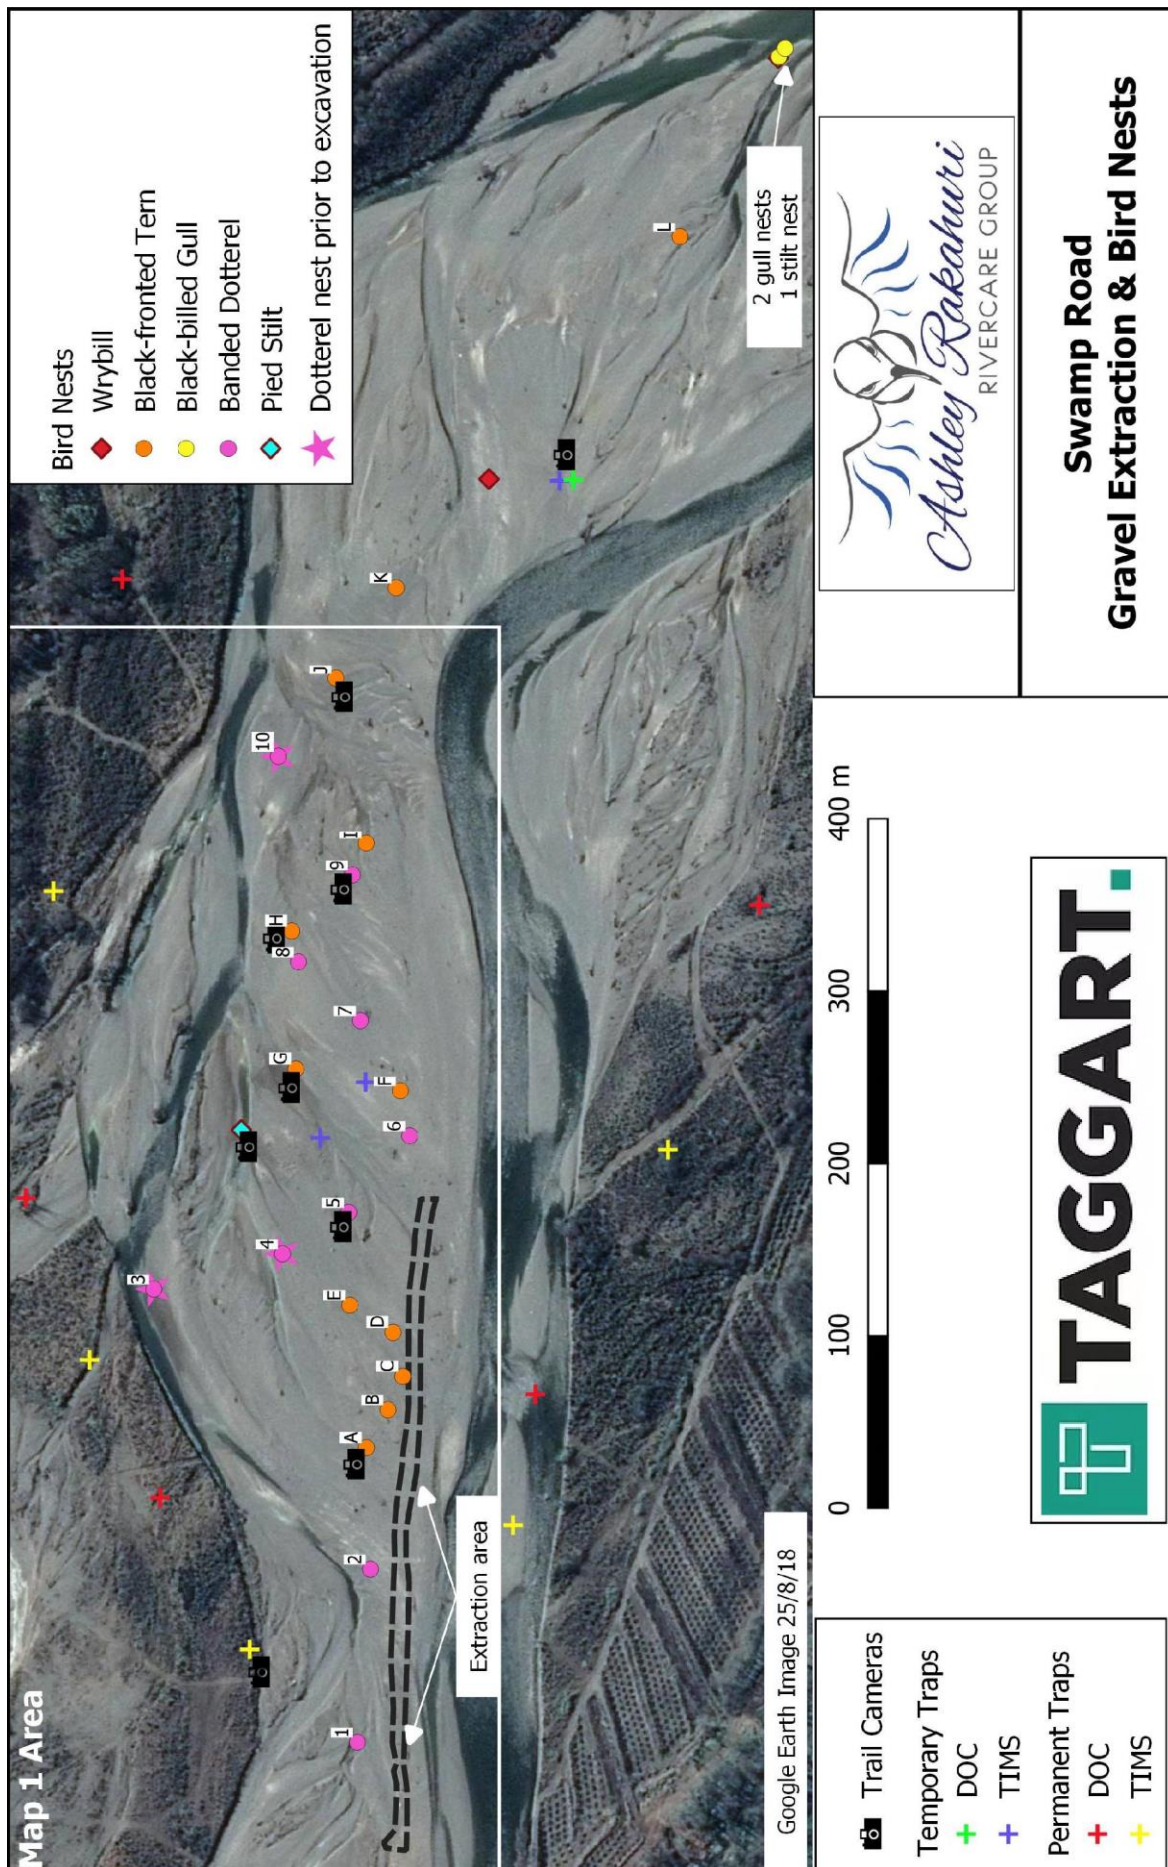 Map 1 Area
Bird Nests
Wrybill
Black-fronted Tern
Black-billed Gull
Banded Dotterel
Pied Stilt
Dotterel nest prior to excavation
1
2
3
4
5
6
7
8
9
10
A
B
C
D
E
F
G
H
I
J
K
L
Extraction area
2 gull nests
1 stilt nest
Google Earth Image 25/8/18
Trail Cameras
Temporary Traps
DOC
TIMS
Permanent Traps
DOC
TIMS
0
100
200
300
400 m
TAGGART.
Ashley Rakahuri
RIVERCARE GROUP
Swamp Road
Gravel Extraction & Bird Nests